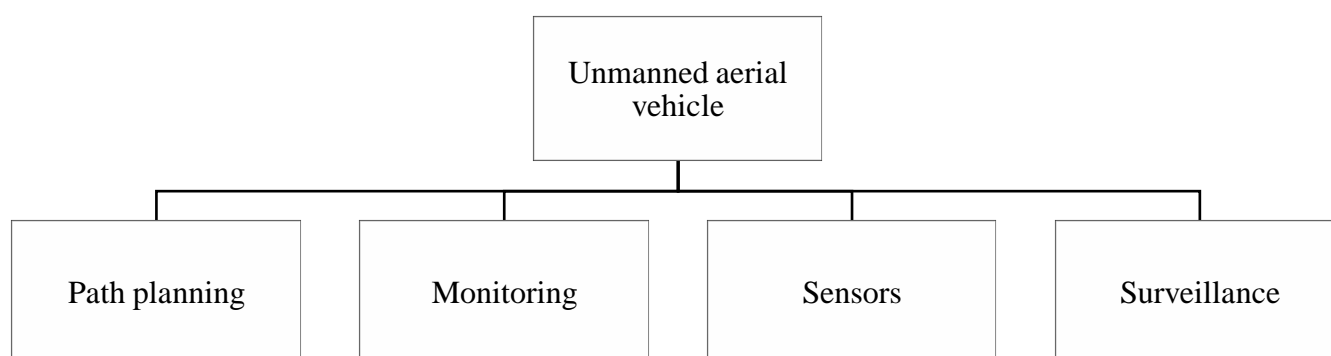 Unmanned aerial
vehicle
Path planning
Monitoring
Sensors
Surveillance